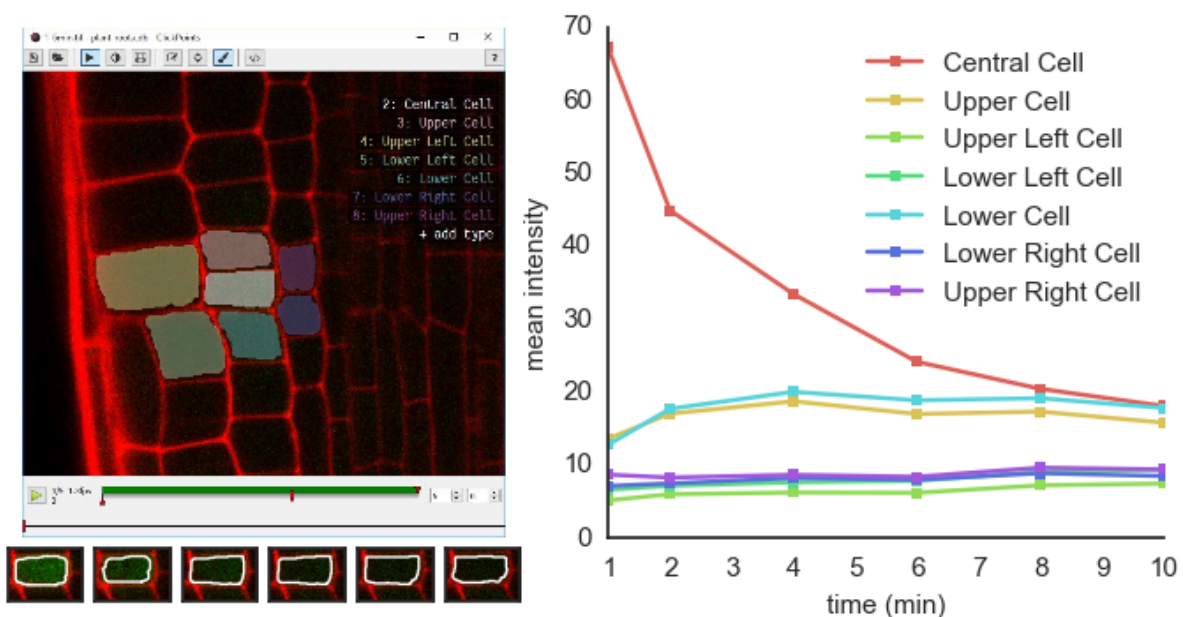 ClickPoints
?
2: Central Cell
3: Upper Cell
4: Upper Left Cell
5: Lower Left Cell
6: Lower Cell
7: Lower Right Cell
8: Upper Right Cell
+ add type
70
60
50
40
30
20
10
0
mean intensity
Central Cell
Upper Cell
Upper Left Cell
Lower Left Cell
Lower Cell
Lower Right Cell
Upper Right Cell
1 2 3 4 5 6 7 8 9 10
time (min)